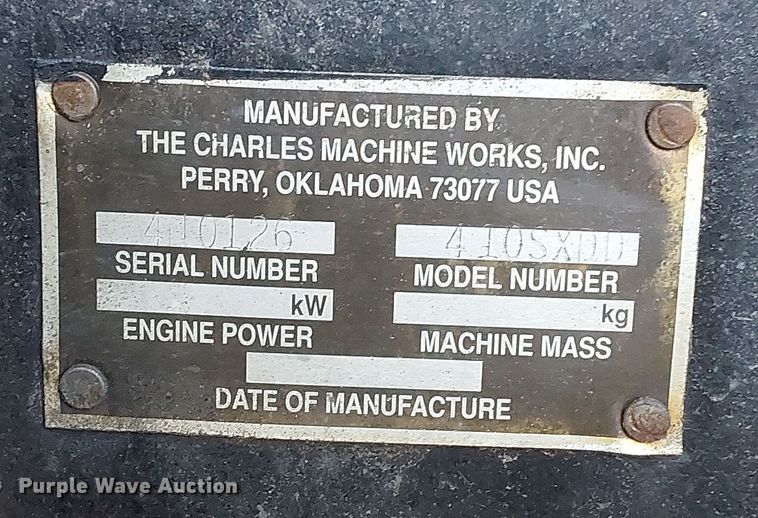 MANUFACTURED BY
THE CHARLES MACHINE WORKS, INC.
PERRY, OKLAHOMA 73077 USA
4J0126 410SXDD
SERIAL NUMBER MODEL NUMBER
kW kg
ENGINE POWER MACHINE MASS
DATE OF MANUFACTURE
Purple Wave Auction